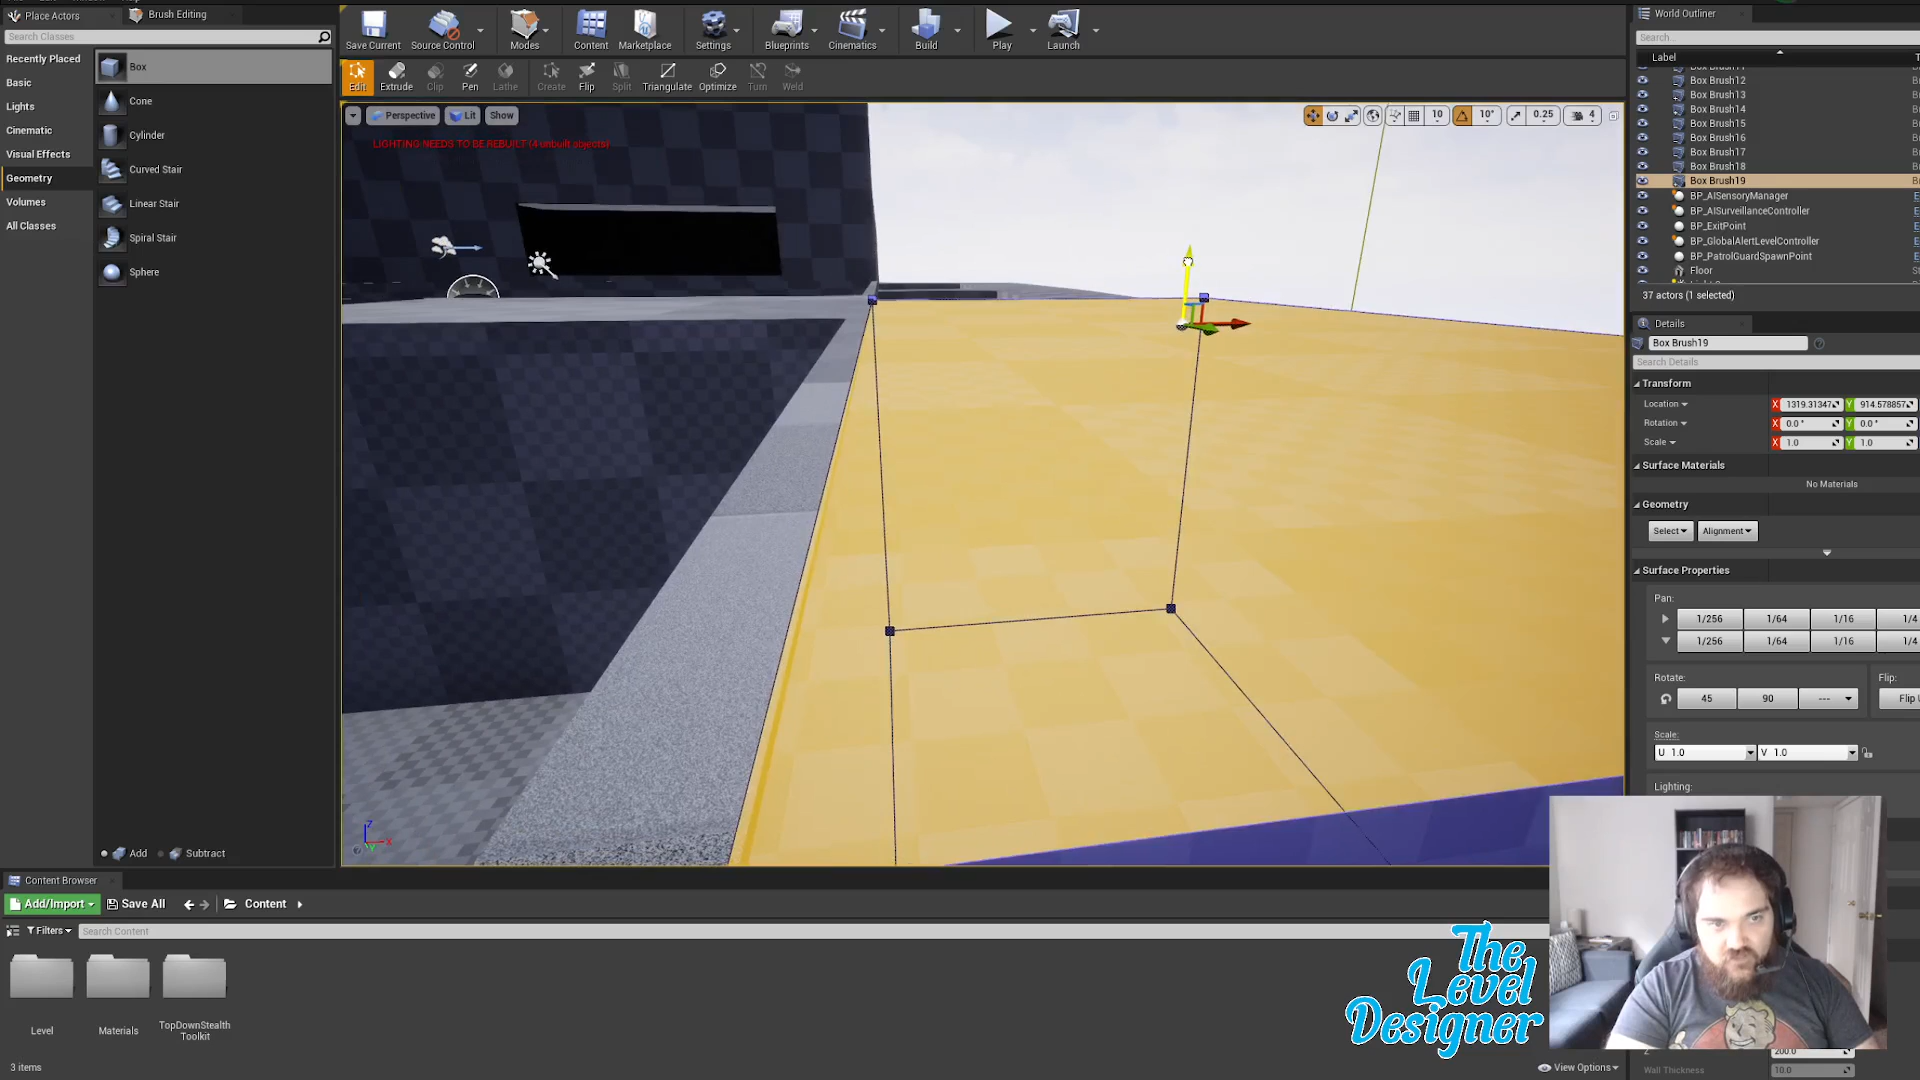 Place Actors
Brush Editing
Search Classes
Recently Placed
Basic
Lights
Cinematic
Visual Effects
Geometry
Volumes
All Classes
Box
Cone
Cylinder
Curved Stair
Linear Stair
Spiral Stair
Sphere
Add
Subtract
Save Current
Source Control
Modes
Content
Marketplace
Settings
Blueprints
Cinematics
Build
Play
Launch
Edit
Extrude
Clip
Pen
Lathe
Create
Flip
Split
Triangulate
Optimize
Turn
Weld
Perspective
Lit
Show
10
10°
0.25
4
LIGHTING NEEDS TO BE REBUILT (4 unbuilt objects)
World Outliner
Search...
Label
Box Brush12
Box Brush13
Box Brush14
Box Brush15
Box Brush16
Box Brush17
Box Brush18
Box Brush19
BP_AISensoryManager
BP_AISurveillanceController
BP_ExitPoint
BP_GlobalAlertLevelController
BP_PatrolGuardSpawnPoint
Floor
37 actors (1 selected)
Details
Box Brush19
Search Details
Transform
Location X 1319.31347 Y 914.578857
Rotation X 0.0° Y 0.0°
Scale X 1.0 Y 1.0
Surface Materials
No Materials
Geometry
Select
Alignment
Surface Properties
Pan:
1/256 1/64 1/16 1/4
1/256 1/64 1/16 1/4
Rotate:
Flip:
45 90 ---
Scale:
U 1.0 V 1.0
Lighting:
Z
200.0
Wall Thickness 10.0
Content Browser
Add/Import
Save All
Content
Filters
Search Content
Level
Materials
TopDownStealth
Toolkit
3 items
View Options
The
Level
Designer